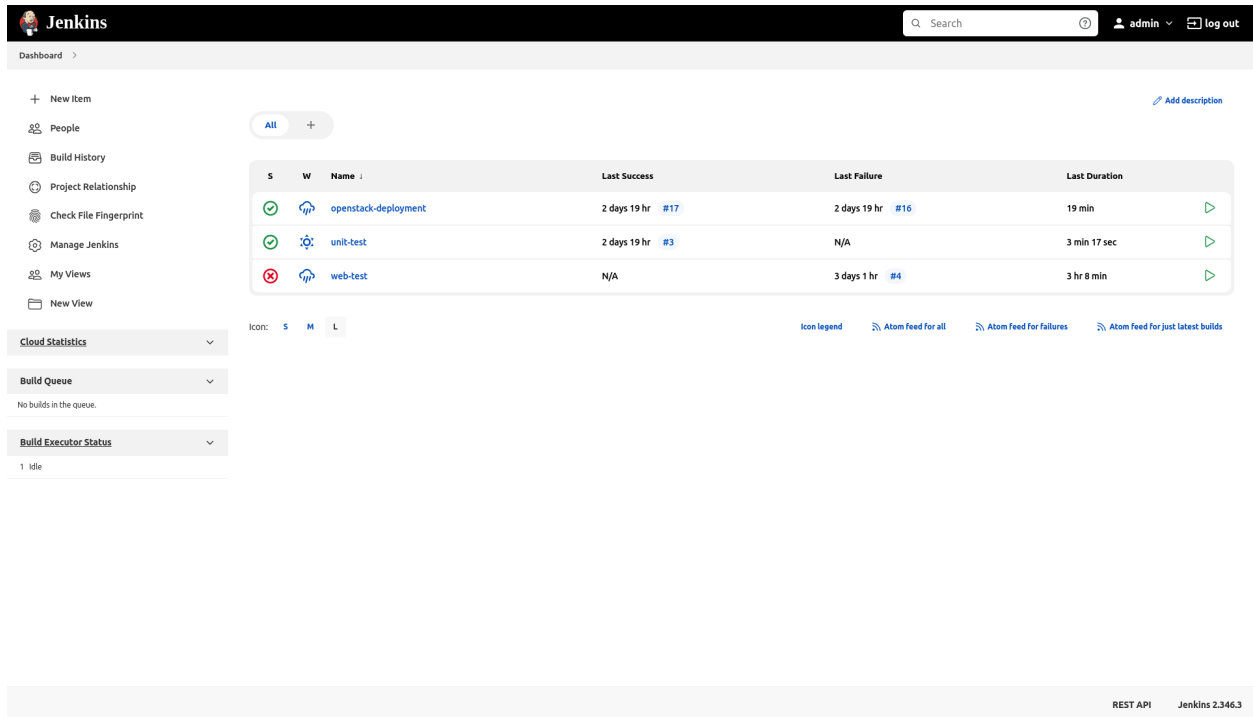 Jenkins
Search
admin
log out
Dashboard
New Item
People
Build History
Project Relationship
Check File Fingerprint
Manage Jenkins
My Views
New View
Cloud Statistics
Build Queue
No builds in the queue.
Build Executor Status
1 Idle
Add description
All +
S W Name ↓ Last Success Last Failure Last Duration
openstack-deployment 2 days 19 hr #17 2 days 19 hr #16 19 min
unit-test 2 days 19 hr #3 N/A 3 min 17 sec
web-test N/A 3 days 1 hr #4 3 hr 8 min
Icon: S M L
Icon legend Atom feed for all Atom feed for failures Atom feed for just latest builds
REST API Jenkins 2.346.3